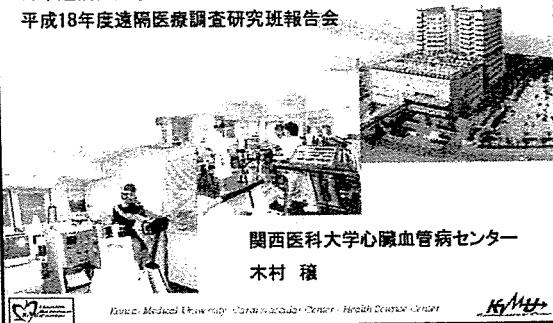 平成18年度遠隔医療調査研究班報告会
関西医科大学心臓血管病センター
木村 穣
Kansai Medical University Cardiovascular Center · Health Science Center
KMU